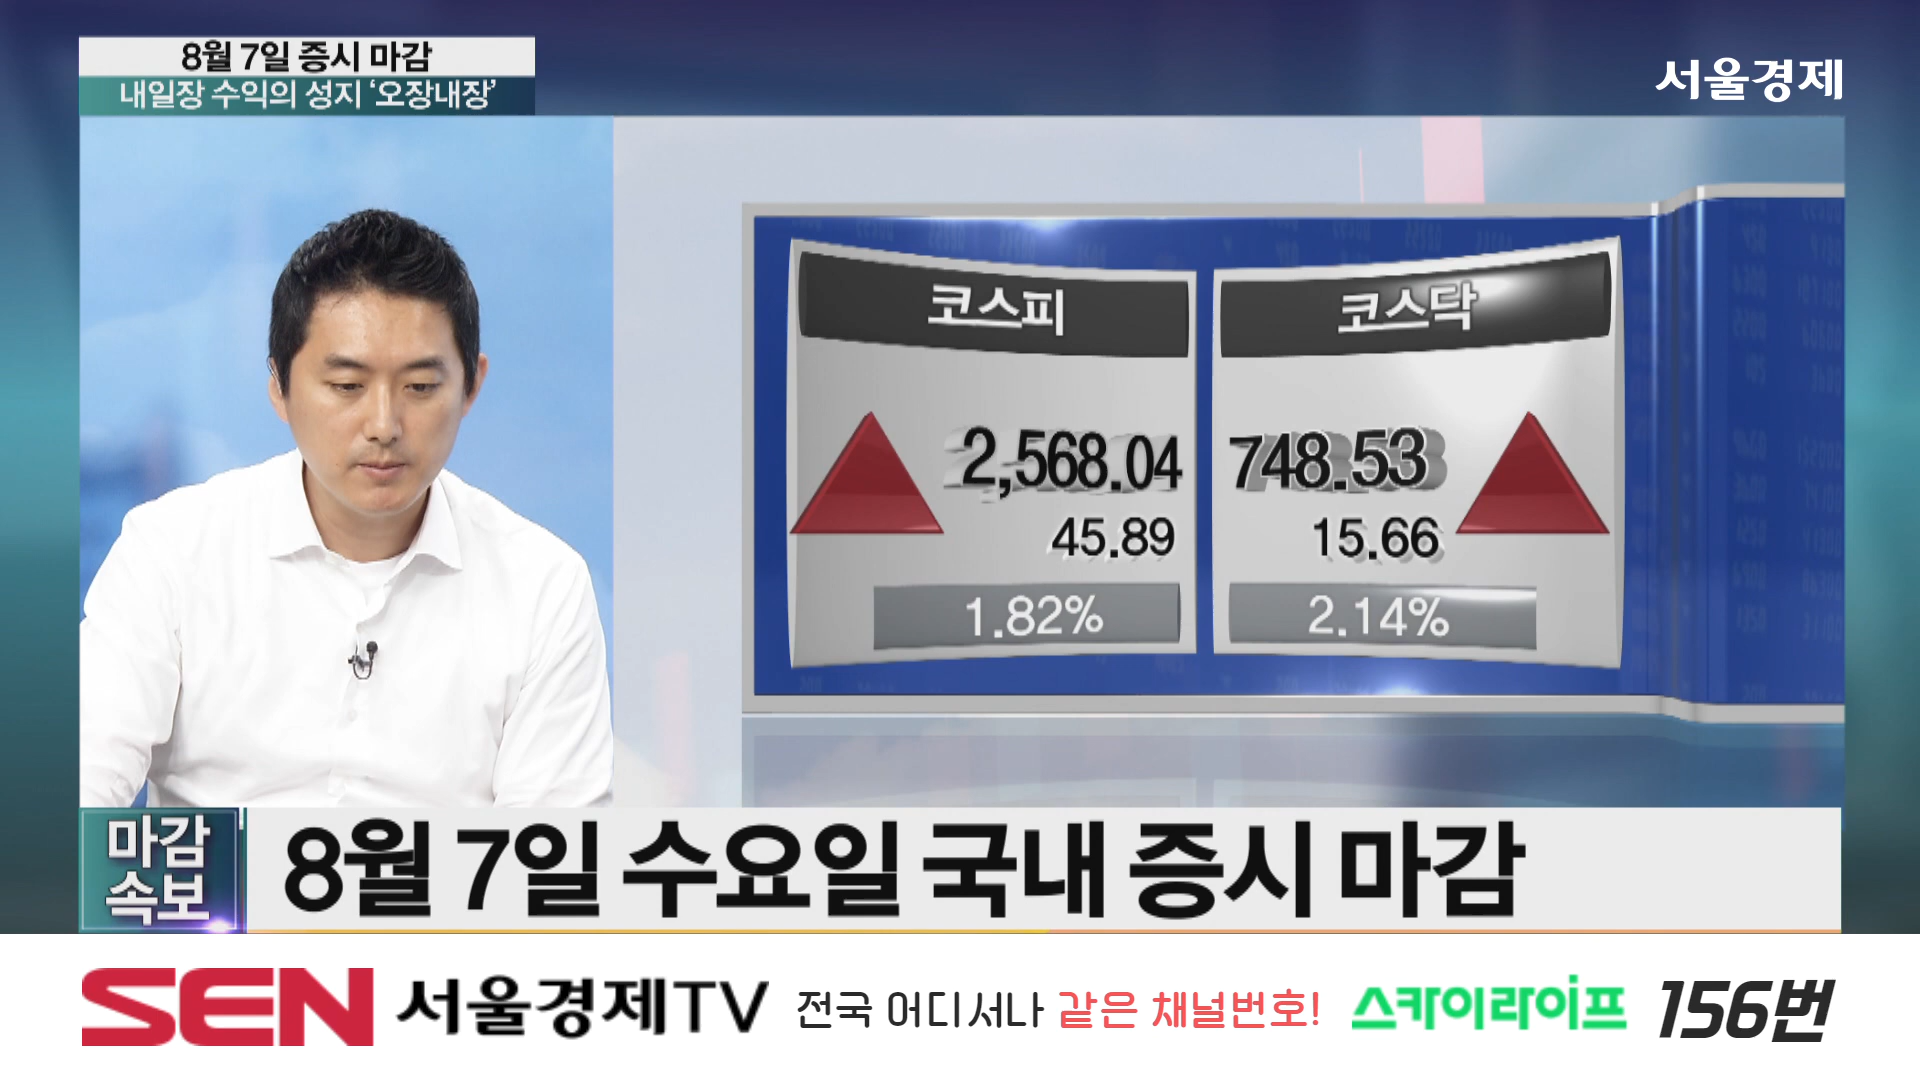 8월 7일 증시 마감
내일장 수익의 성지 ‘오장내장’
서울경제
코스피
2,568.04
45.89
1.82%
코스닥
748.53
15.66
2.14%
마감
속보
8월 7일 수요일 국내 증시 마감
SEN 서울경제TV 전국 어디서나 같은 채널번호! 스카이라이프 156번